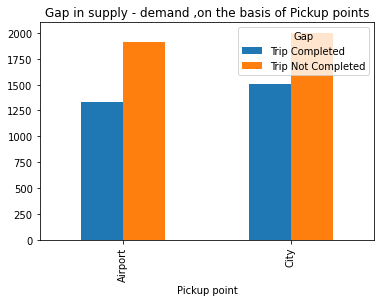 Gap in supply - demand ,on the basis of Pickup points
Gap
Trip Completed
Trip Not Completed
2000
1750
1500
1250
1000
750
500
250
0
Airport
City
Pickup point